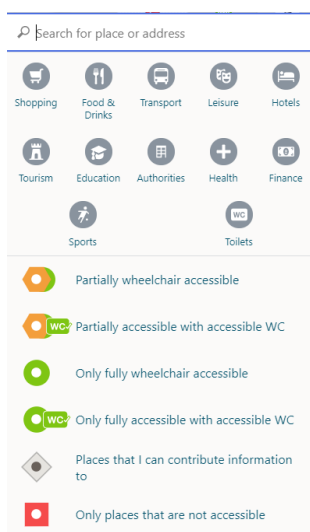 Search for place or address
Shopping
Food &
Drinks
Transport
Leisure
Hotels
Tourism
Education
Authorities
Health
Finance
WC
Sports
Toilets
Partially wheelchair accessible
WC
Partially accessible with accessible WC
Only fully wheelchair accessible
WC
Only fully accessible with accessible WC
Places that I can contribute information
to
Only places that are not accessible